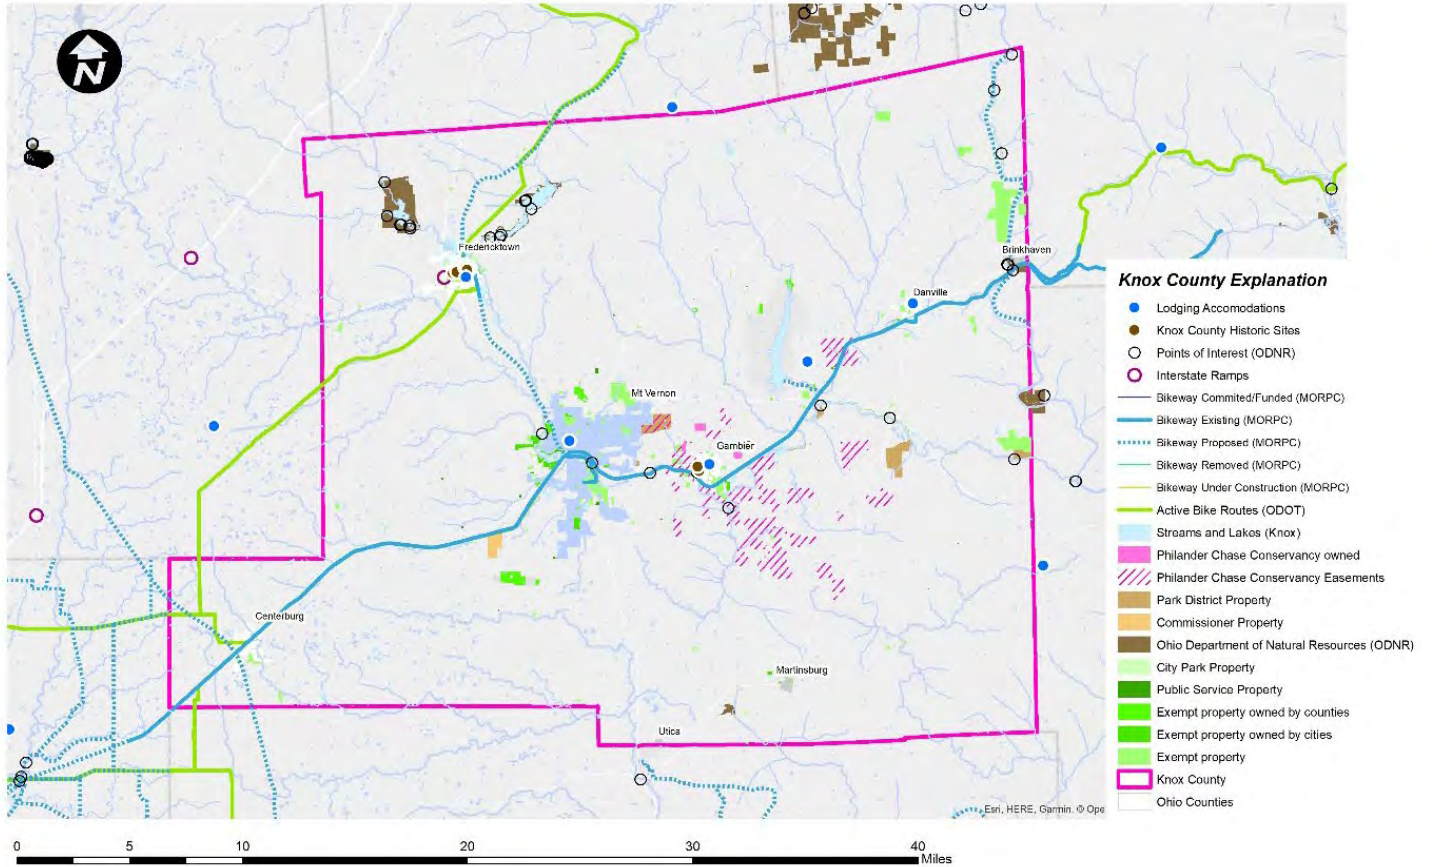 N
Fredericktown
Brinkhaven
Danville
Mt Vernon
Gambier
Centerburg
Martinsburg
Utica
Esri, HERE, Garmin, © Ope
Knox County Explanation
Lodging Accomodations
Knox County Historic Sites
Points of Interest (ODNR)
Interstate Ramps
Bikeway Commited/Funded (MORPC)
Bikeway Existing (MORPC)
Bikeway Proposed (MORPC)
Bikeway Removed (MORPC)
Bikeway Under Construction (MORPC)
Active Bike Routes (ODOT)
Streams and Lakes (Knox)
Philander Chase Conservancy owned
Philander Chase Conservancy Easements
Park District Property
Commissioner Property
Ohio Department of Natural Resources (ODNR)
City Park Property
Public Service Property
Exempt property owned by counties
Exempt property owned by cities
Exempt property
Knox County
Ohio Counties
0 5 10 20 30 40 Miles